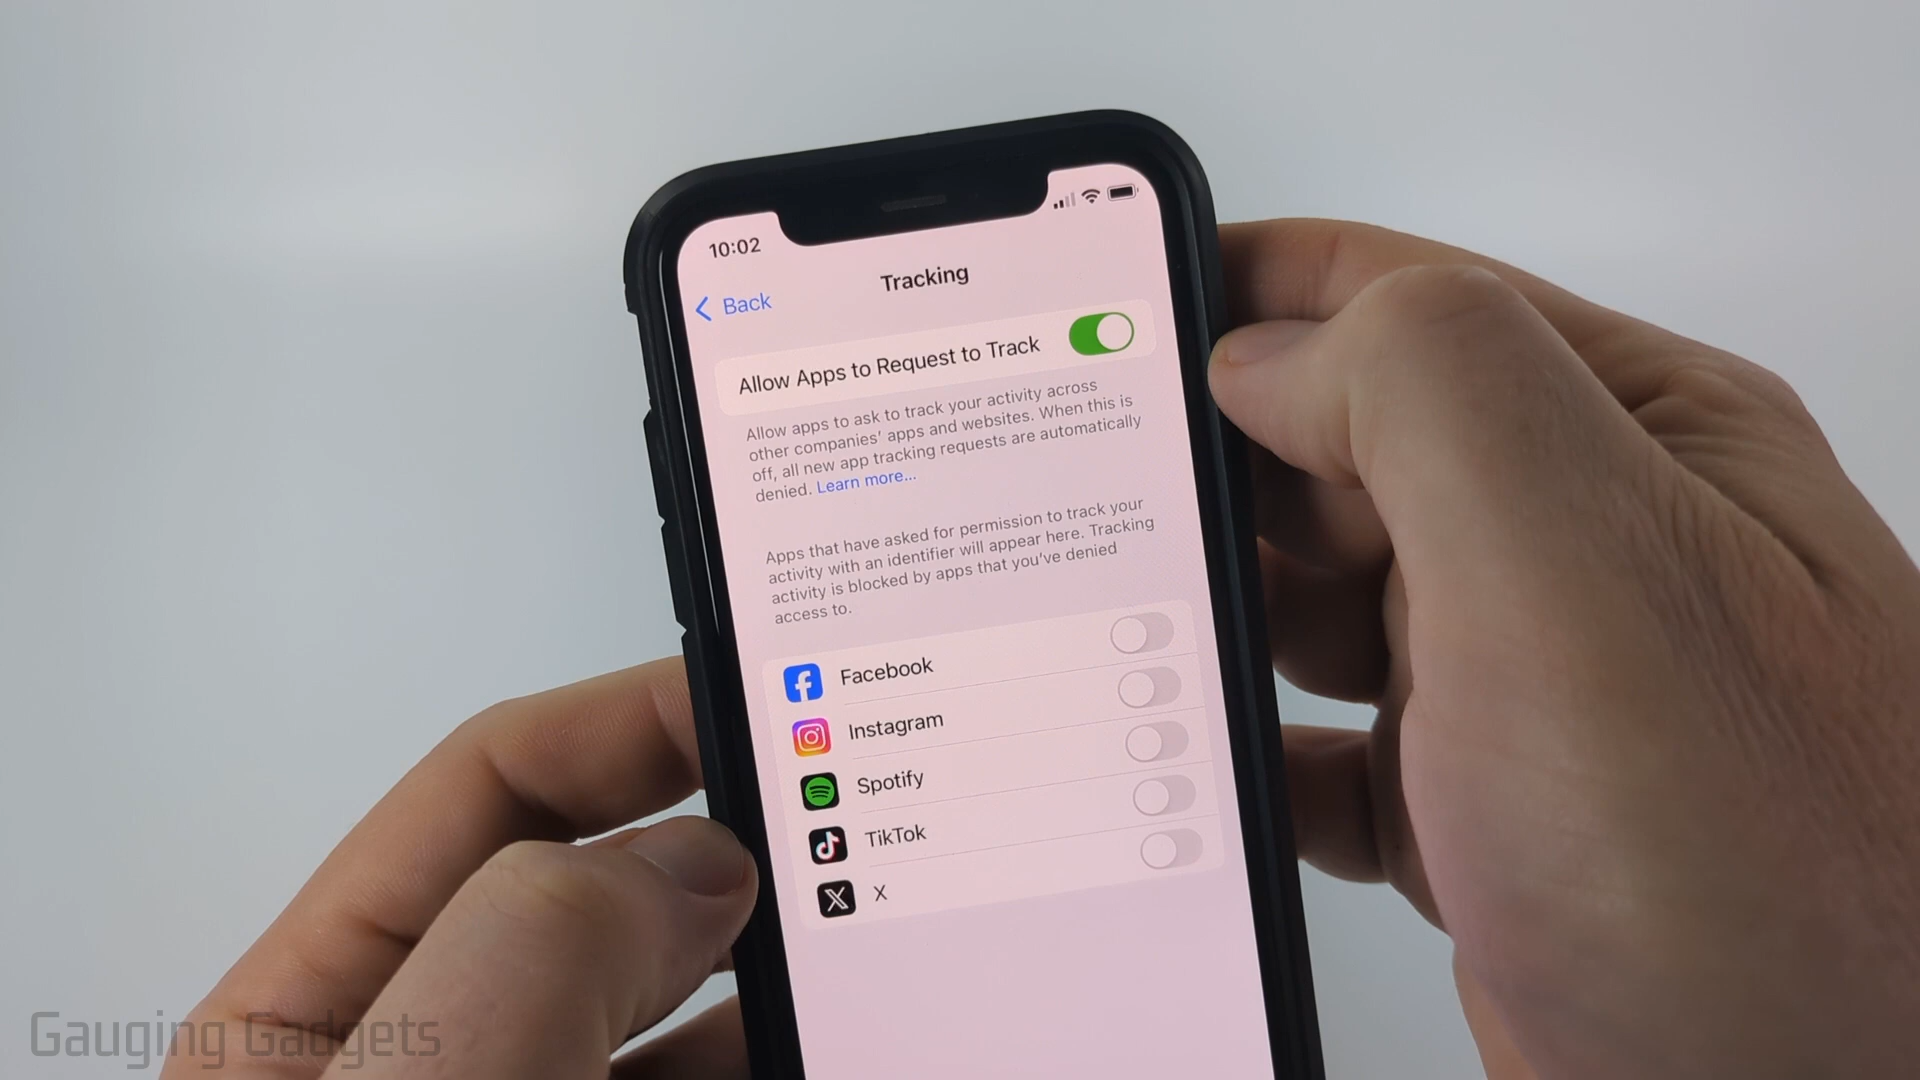 10:02
Tracking
Back
Allow Apps to Request to Track
Allow apps to ask to track your activity across
other companies' apps and websites. When this is
off, all new app tracking requests are automatically
denied. Learn more...
Apps that have asked for permission to track your
activity with an identifier will appear here. Tracking
activity is blocked by apps that you've denied
access to.
Facebook
Instagram
Spotify
TikTok
X
Gauging Gadgets